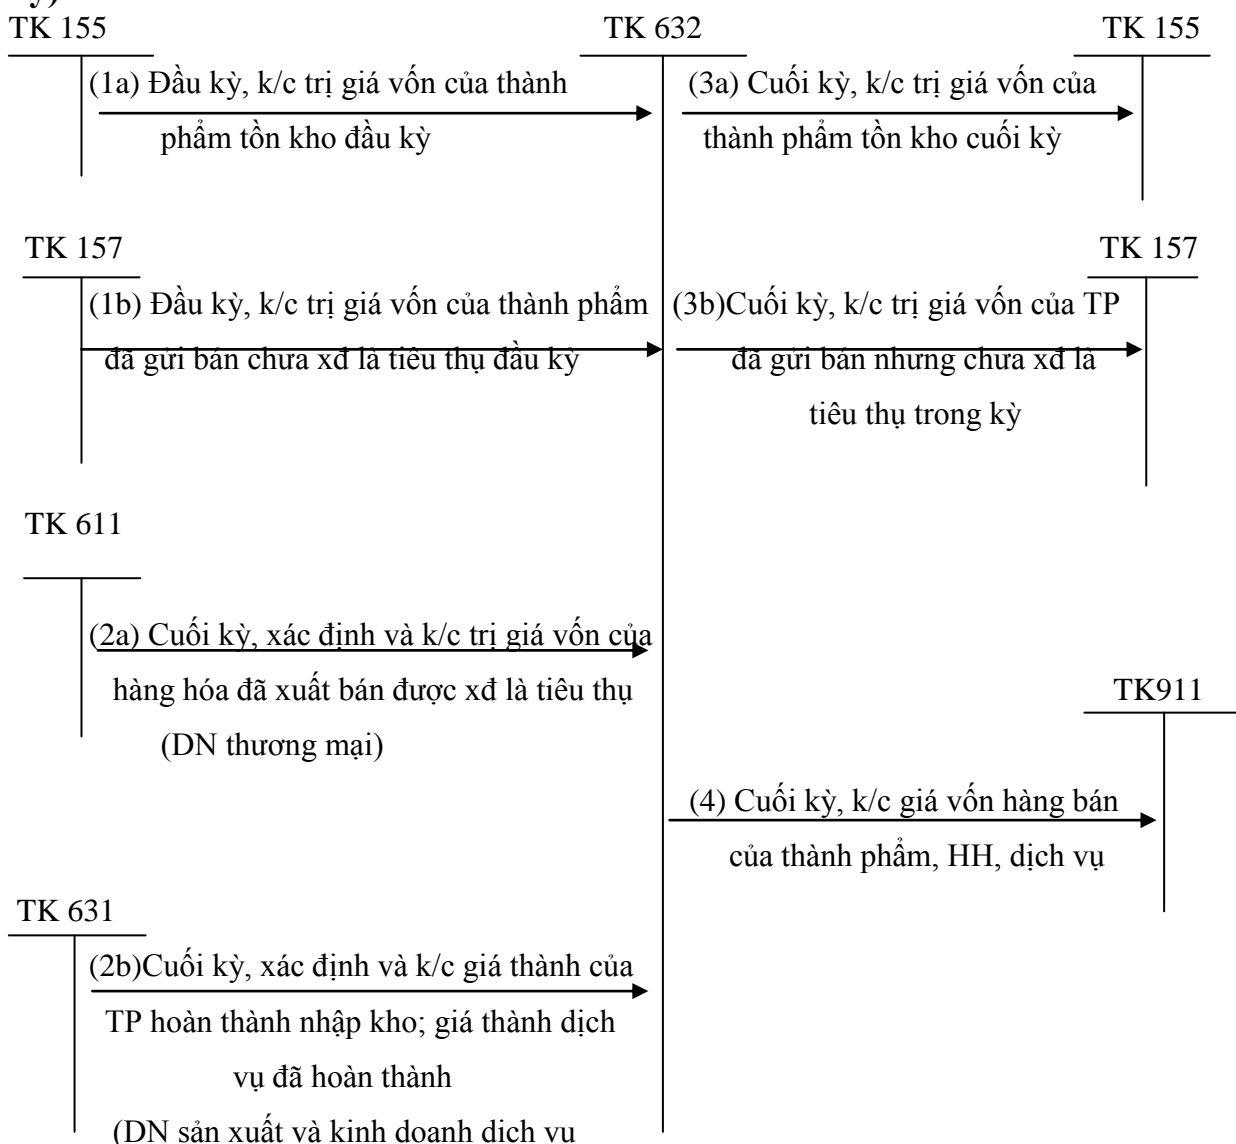 ỳ)
TK 155
TK 632
TK 155
(1a) Đầu kỳ, k/c trị giá vốn của thành
phẩm tồn kho đầu kỳ
(3a) Cuối kỳ, k/c trị giá vốn của
thành phẩm tồn kho cuối kỳ
TK 157
TK 157
(1b) Đầu kỳ, k/c trị giá vốn của thành phẩm
đã gửi bán chưa xđ là tiêu thụ đầu kỳ
(3b)Cuối kỳ, k/c trị giá vốn của TP
đã gửi bán nhưng chưa xđ là
tiêu thụ trong kỳ
TK 611
(2a) Cuối kỳ, xác định và k/c trị giá vốn của
hàng hóa đã xuất bán được xđ là tiêu thụ
(DN thương mại)
TK911
(4) Cuối kỳ, k/c giá vốn hàng bán
của thành phẩm, HH, dịch vụ
TK 631
(2b)Cuối kỳ, xác định và k/c giá thành của
TP hoàn thành nhập kho; giá thành dịch
vụ đã hoàn thành
(DN sản xuất và kinh doanh dịch vụ